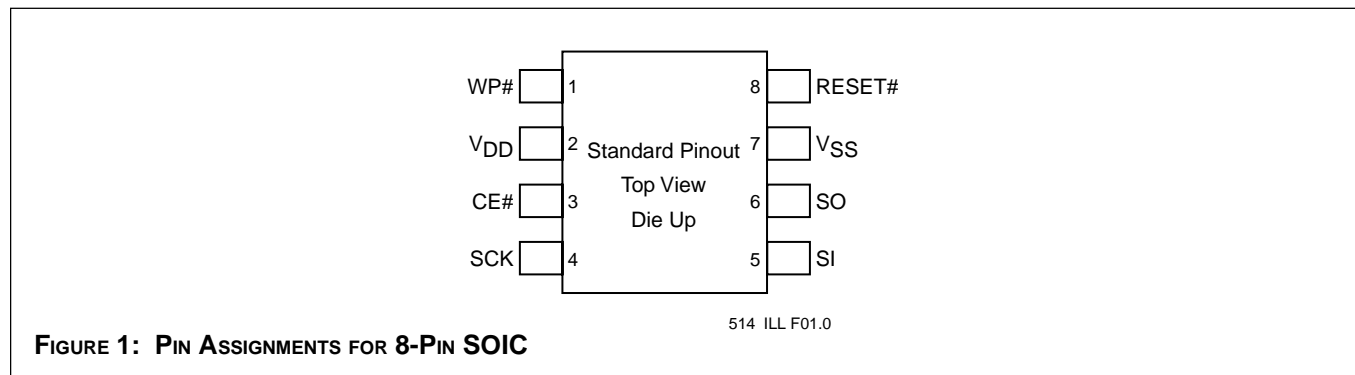 WP# 1 8 RESET#
VDD 2 Standard Pinout 7 VSS
Top View
CE# 3 6 SO
Die Up
SCK 4 5 SI
514 ILL F01.0
FIGURE 1: PIN ASSIGNMENTS FOR 8-PIN SOIC